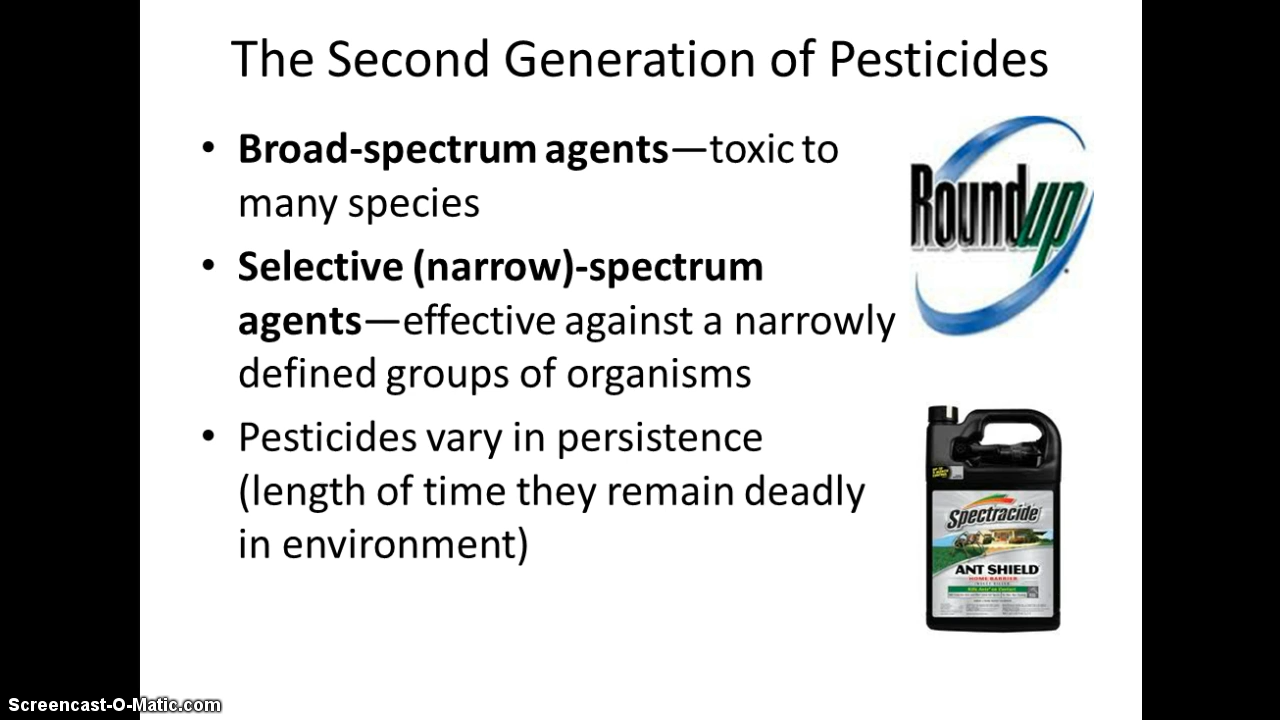 The Second Generation of Pesticides
• Broad-spectrum agents—toxic to
many species
• Selective (narrow)-spectrum
agents—effective against a narrowly
defined groups of organisms
• Pesticides vary in persistence
(length of time they remain deadly
in environment)
Roundup
Spectracide
ANT SHIELD
HOME BARRIER
Screencast-O-Matic.com